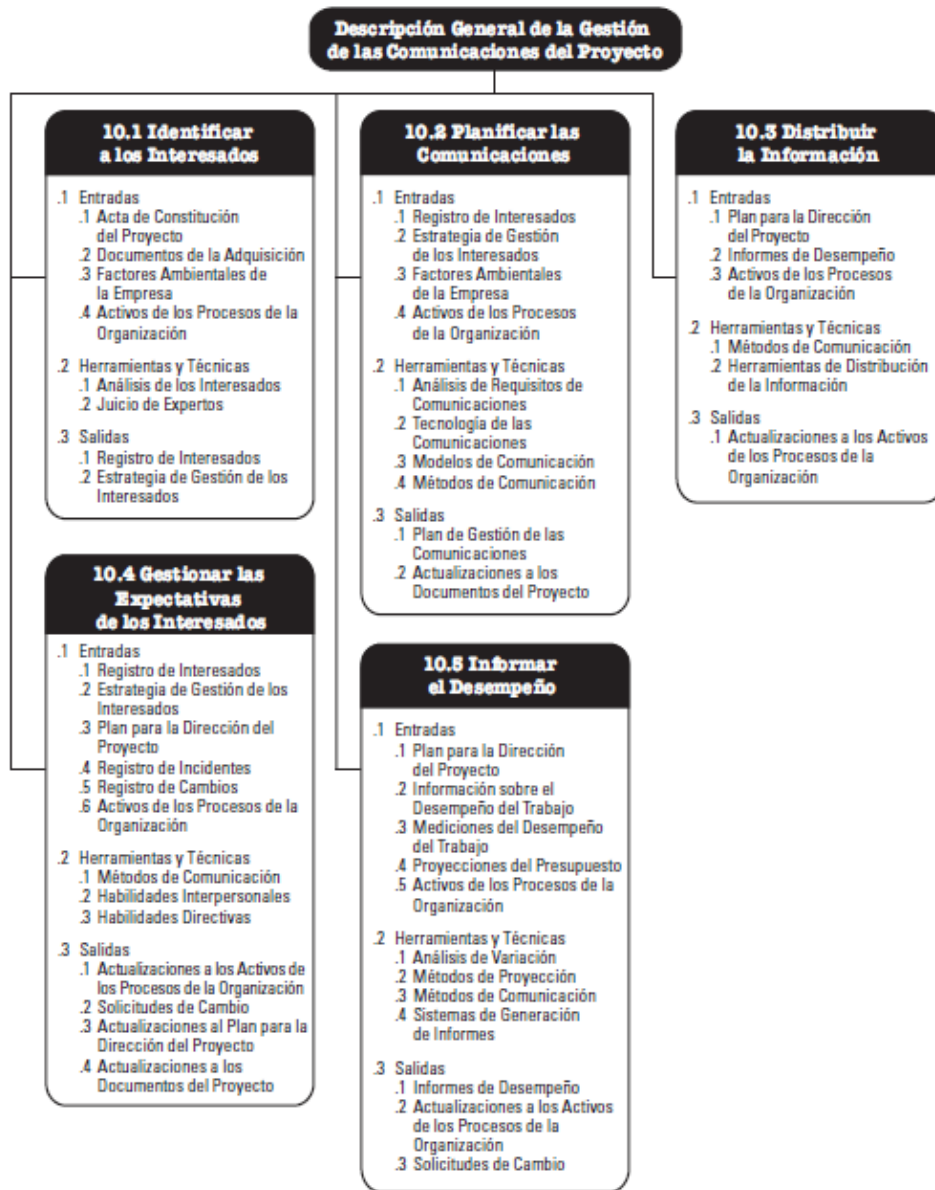 Descripción General de la Gestión
de las Comunicaciones del Proyecto
10.1 Identificar
a los Interesados
.1 Entradas
.1 Acta de Constitución
del Proyecto
.2 Documentos de la Adquisición
.3 Factores Ambientales de
la Empresa
.4 Activos de los Procesos de la
Organización
.2 Herramientas y Técnicas
.1 Análisis de los Interesados
.2 Juicio de Expertos
.3 Salidas
.1 Registro de Interesados
.2 Estrategia de Gestión de los
Interesados
10.2 Planificar las
Comunicaciones
.1 Entradas
.1 Registro de Interesados
.2 Estrategia de Gestión
de los Interesados
.3 Factores Ambientales
de la Empresa
.4 Activos de los Procesos
de la Organización
.2 Herramientas y Técnicas
.1 Análisis de Requisitos de
Comunicaciones
.2 Tecnología de las
Comunicaciones
.3 Modelos de Comunicación
.4 Métodos de Comunicación
.3 Salidas
.1 Plan de Gestión de las
Comunicaciones
.2 Actualizaciones a los
Documentos del Proyecto
10.3 Distribuir
la Información
.1 Entradas
.1 Plan para la Dirección
del Proyecto
.2 Informes de Desempeño
.3 Activos de los Procesos
de la Organización
.2 Herramientas y Técnicas
.1 Métodos de Comunicación
.2 Herramientas de Distribución
de la Información
.3 Salidas
.1 Actualizaciones a los Activos
de los Procesos de la
Organización
10.4 Gestionar las
Expectativas
de los Interesados
.1 Entradas
.1 Registro de Interesados
.2 Estrategia de Gestión de los
Interesados
.3 Plan para la Dirección del
Proyecto
.4 Registro de Incidentes
.5 Registro de Cambios
.6 Activos de los Procesos de la
Organización
.2 Herramientas y Técnicas
.1 Métodos de Comunicación
.2 Habilidades Interpersonales
.3 Habilidades Directivas
.3 Salidas
.1 Actualizaciones a los Activos de
los Procesos de la Organización
.2 Solicitudes de Cambio
.3 Actualizaciones al Plan para la
Dirección del Proyecto
.4 Actualizaciones a los
Documentos del Proyecto
10.5 Informar
el Desempeño
.1 Entradas
.1 Plan para la Dirección
del Proyecto
.2 Información sobre el
Desempeño del Trabajo
.3 Mediciones del Desempeño
del Trabajo
.4 Proyecciones del Presupuesto
.5 Activos de los Procesos de la
Organización
.2 Herramientas y Técnicas
.1 Análisis de Variación
.2 Métodos de Proyección
.3 Métodos de Comunicación
.4 Sistemas de Generación
de Informes
.3 Salidas
.1 Informes de Desempeño
.2 Actualizaciones a los Activos
de los Procesos de la
Organización
.3 Solicitudes de Cambio